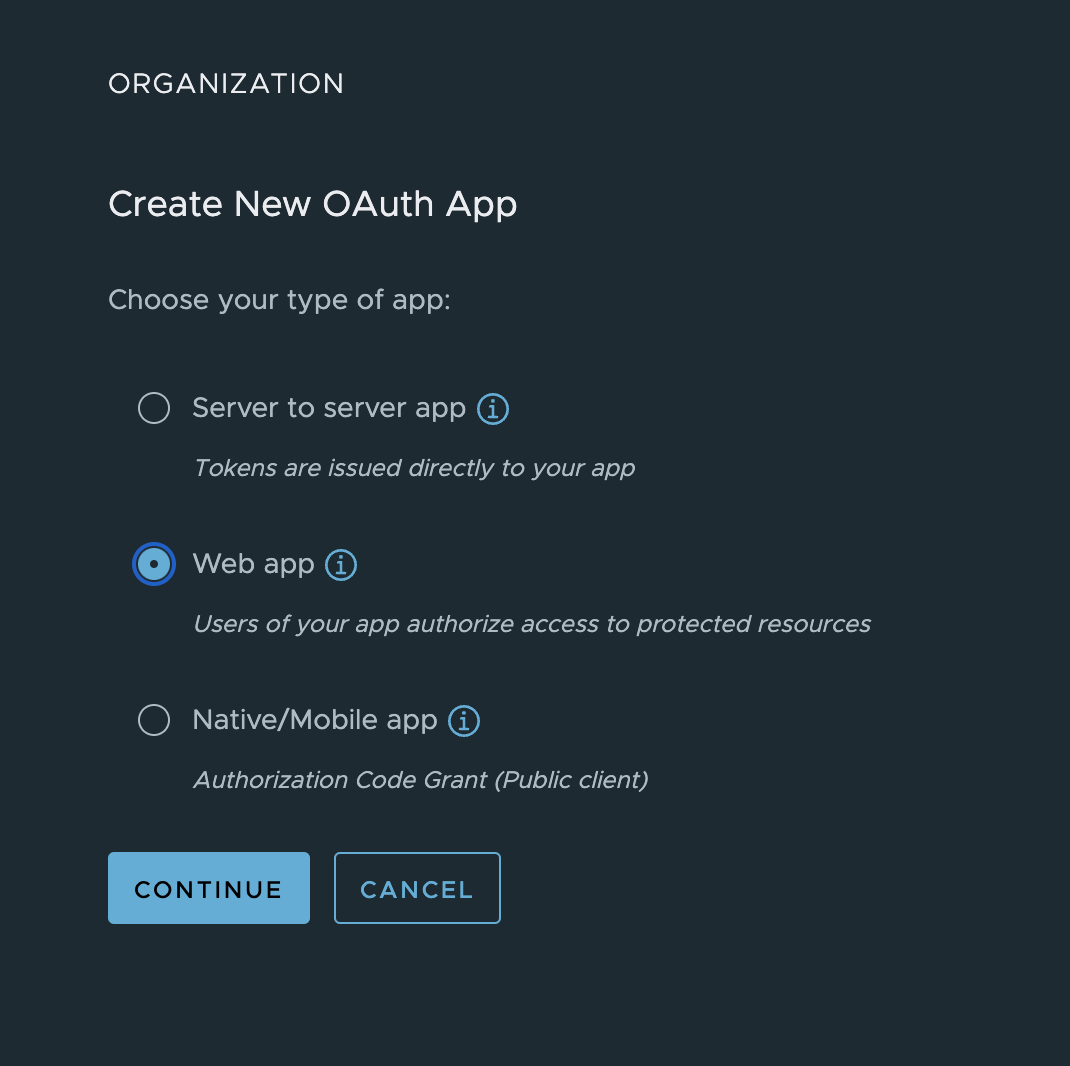 ORGANIZATION
Create New OAuth App
Choose your type of app:
Server to server app
Tokens are issued directly to your app
Web app
Users of your app authorize access to protected resources
Native/Mobile app
Authorization Code Grant (Public client)
CONTINUE CANCEL